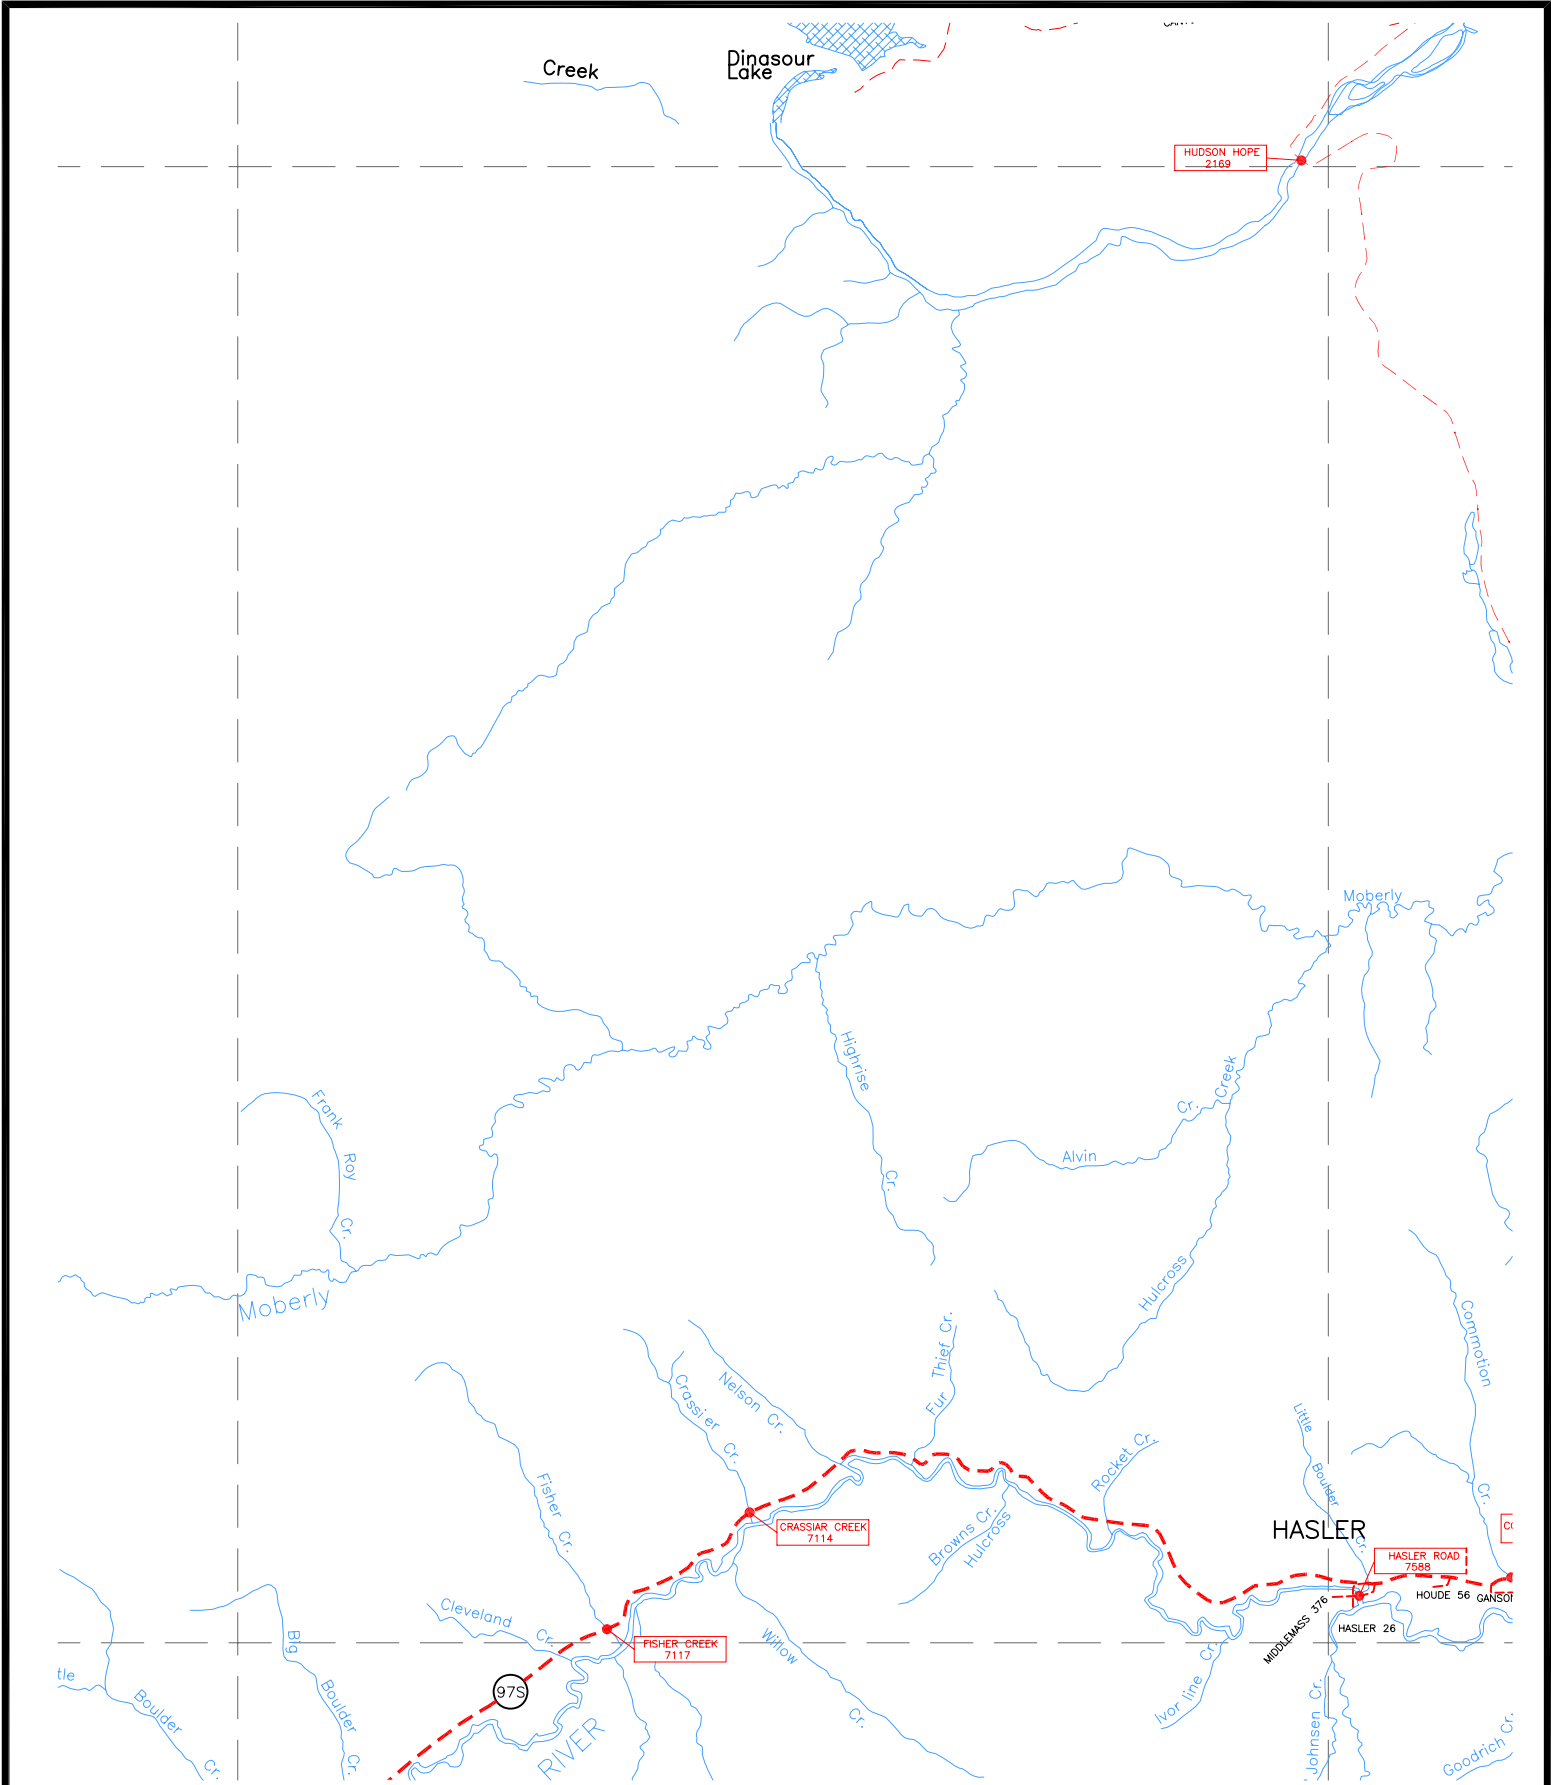 Creek
Dinasour
Lake
HUDSON HOPE
2169
Moberly
Highrise
Cr.
Creek
Cr.
Alvin
Hulcross
Frank
Roy
Cr.
Moberly
Commotion
Cr.
Fur Thief Cr.
Nelson Cr.
Crassier Cr.
Fisher Cr.
Rocket Cr.
Little
Boulder
Cr.
HASLER
CRASSIAR CREEK
7114
Browns Cr.
Hulcross
HASLER ROAD
7588
HOUDE 56
MIDDLEMASS 376
HASLER 26
Cleveland
Cr.
FISHER CREEK
7117
Willow
Cr.
Big
Boulder
Cr.
tle
Boulder
Cr.
97S
RIVER
Ivor line Cr.
Johnsen Cr.
Goodrich Cr.